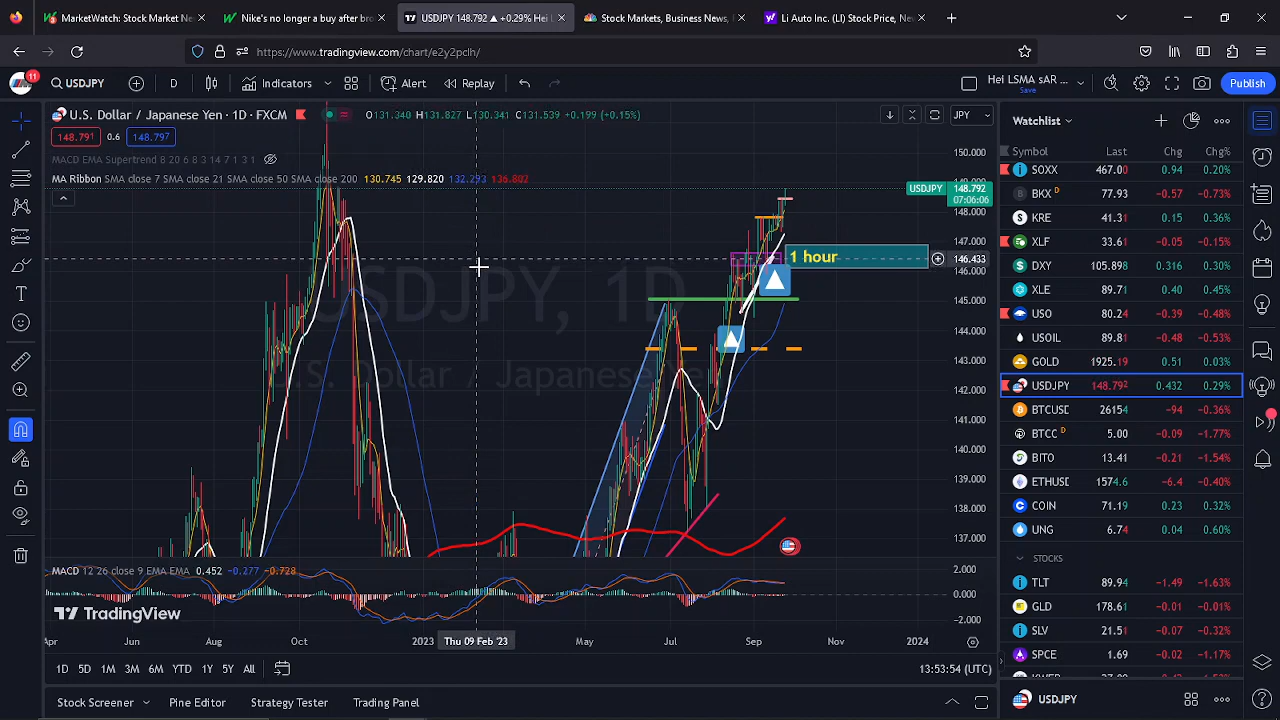 MarketWatch: Stock Market Ne
Nike's no longer a buy after bro
USDJPY 148.792 ▲ +0.29% Hei L
Stock Markets, Business News,
Li Auto Inc. (LI) Stock Price, Ne
https://www.tradingview.com/chart/e2y2pclh/
11
USDJPY
D
Indicators
Alert
Replay
Hei LSMA sAR ...
Save
Publish
U.S. Dollar / Japanese Yen · 1D · FXCM
O131.340 H131.827 L130.341 C131.539 +0.199 (+0.15%)
JPY
148.791 0.6 148.797
MACD EMA Supertrend 8 20 6 8 3 14 7 1 3 1
MA Ribbon SMA close 7 SMA close 21 SMA close 50 SMA close 200 130.745 129.820 132.293 136.802
USDJPY, 1D
1 hour
150.000
149.000
USDJPY 148.792
07:06:06
148.000
147.000
146.433
146.000
145.000
144.000
143.000
142.000
141.000
140.000
139.000
138.000
137.000
MACD 12 26 close 9 EMA EMA 0.452 −0.277 −0.728
2.000
0.000
−2.000
TradingView
Apr Jun Aug Oct 2023 Thu 09 Feb '23 May Jul Sep Nov 2024
1D 5D 1M 3M 6M YTD 1Y 5Y All
13:53:54 (UTC)
Stock Screener Pine Editor Strategy Tester Trading Panel
Watchlist
Symbol Last Chg Chg%
SOXX 467.00 0.94 0.20%
BKX D 77.93 −0.57 −0.73%
KRE 41.31 0.15 0.36%
XLF 33.61 −0.05 −0.15%
DXY 105.898 0.316 0.30%
XLE 89.71 0.40 0.45%
USO 80.24 −0.39 −0.48%
USOIL 89.81 −0.48 −0.53%
GOLD 1925.19 0.51 0.03%
USDJPY 148.792 0.432 0.29%
BTCUSD 26154 −94 −0.36%
BTCC D 5.00 −0.09 −1.77%
BITO 13.41 −0.21 −1.54%
ETHUSD 1574.6 −6.4 −0.40%
COIN 71.19 0.23 0.32%
UNG 6.74 0.04 0.60%
STOCKS
TLT 89.94 −1.49 −1.63%
GLD 178.61 −0.01 −0.01%
SLV 21.51 −0.07 −0.32%
SPCE 1.69 −0.02 −1.17%
USDJPY